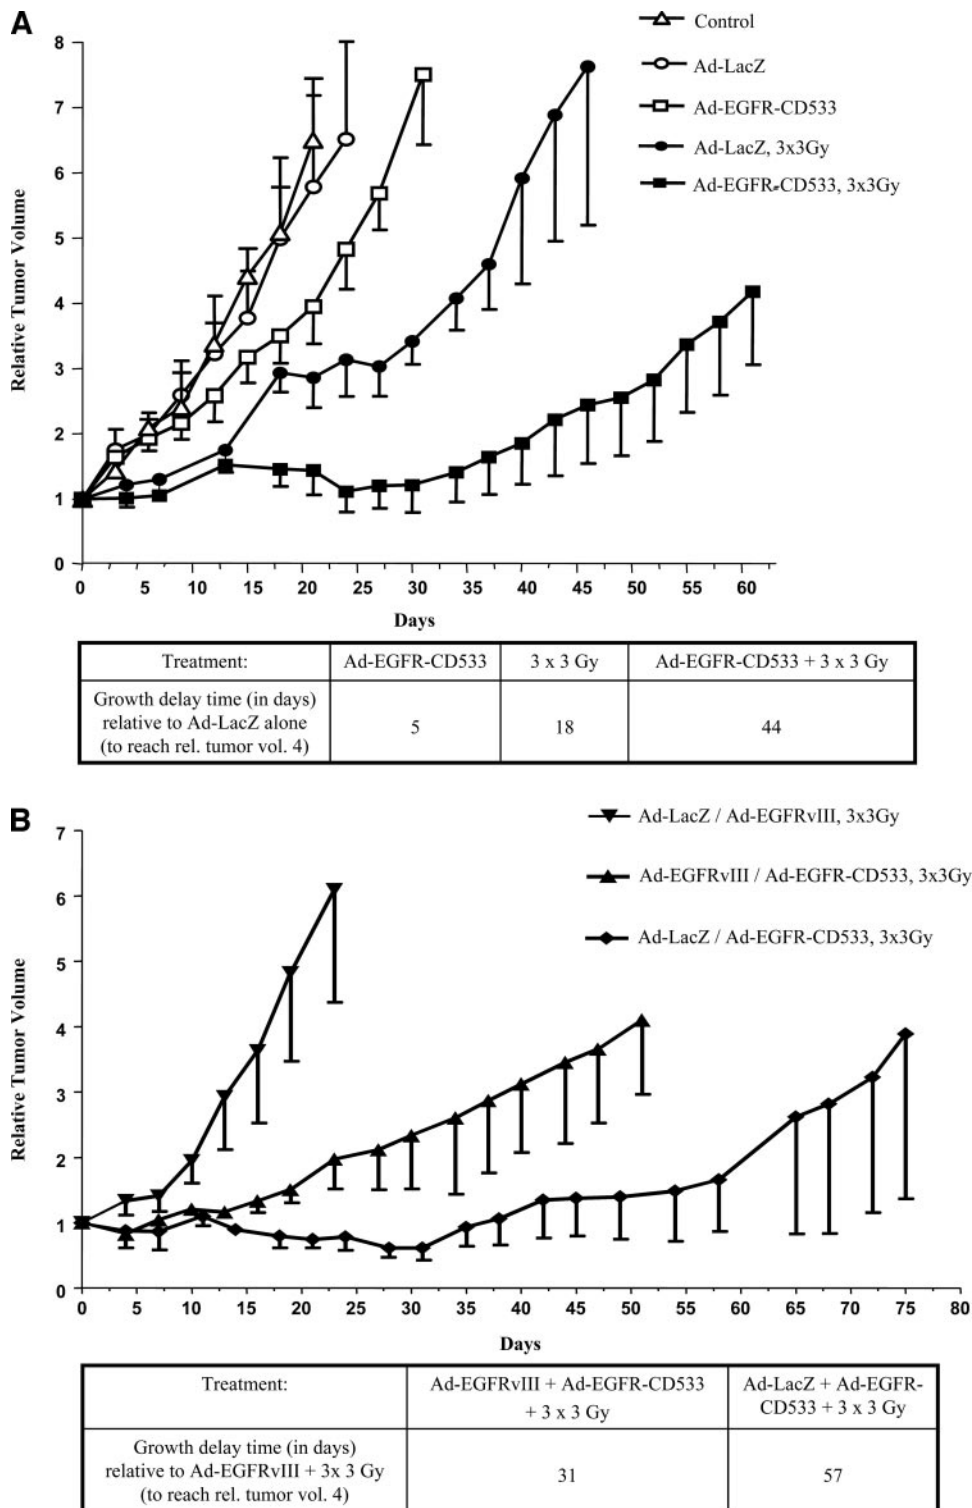 A
Control
Ad-LacZ
Ad-EGFR-CD533
Ad-LacZ, 3x3Gy
Ad-EGFR-CD533, 3x3Gy
Relative Tumor Volume
8
7
6
5
4
3
2
1
0
0 5 10 15 20 25 30 35 40 45 50 55 60
Days
Treatment: Ad-EGFR-CD533 3 x 3 Gy Ad-EGFR-CD533 + 3 x 3 Gy
Growth delay time (in days)
relative to Ad-LacZ alone
(to reach rel. tumor vol. 4)
5 18 44
B
Ad-LacZ / Ad-EGFRvIII, 3x3Gy
Ad-EGFRvIII / Ad-EGFR-CD533, 3x3Gy
Ad-LacZ / Ad-EGFR-CD533, 3x3Gy
Relative Tumor Volume
7
6
5
4
3
2
1
0
0 5 10 15 20 25 30 35 40 45 50 55 60 65 70 75 80
Days
Treatment:
Ad-EGFRvIII + Ad-EGFR-CD533
+ 3 x 3 Gy
Ad-LacZ + Ad-EGFR-
CD533 + 3 x 3 Gy
Growth delay time (in days)
relative to Ad-EGFRvIII + 3x 3 Gy
(to reach rel. tumor vol. 4)
31 57